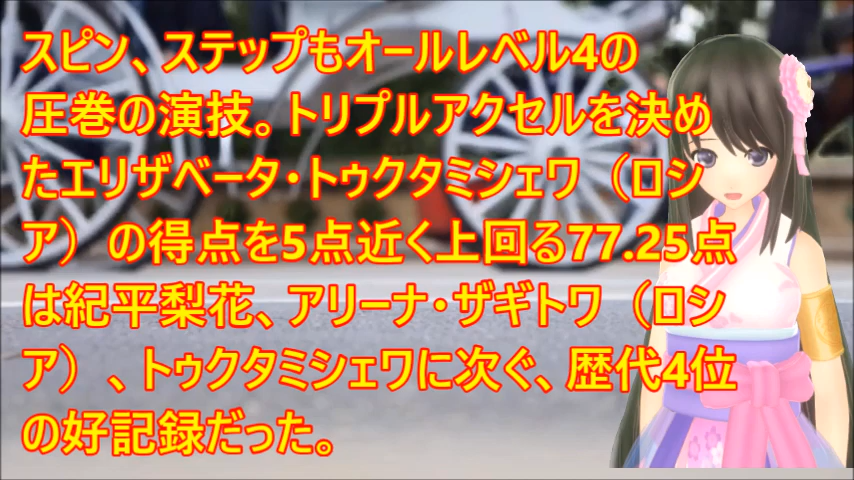 スピン、ステップもオールレベル4の
圧巻の演技。トリプルアクセルを決め
たエリザベータ・トゥクタミシェワ（ロシ
ア）の得点を5点近く上回る77.25点
は紀平梨花、アリーナ・ザギトワ（ロシ
ア）、トゥクタミシェワに次ぐ、歴代4位
の好記録だった。